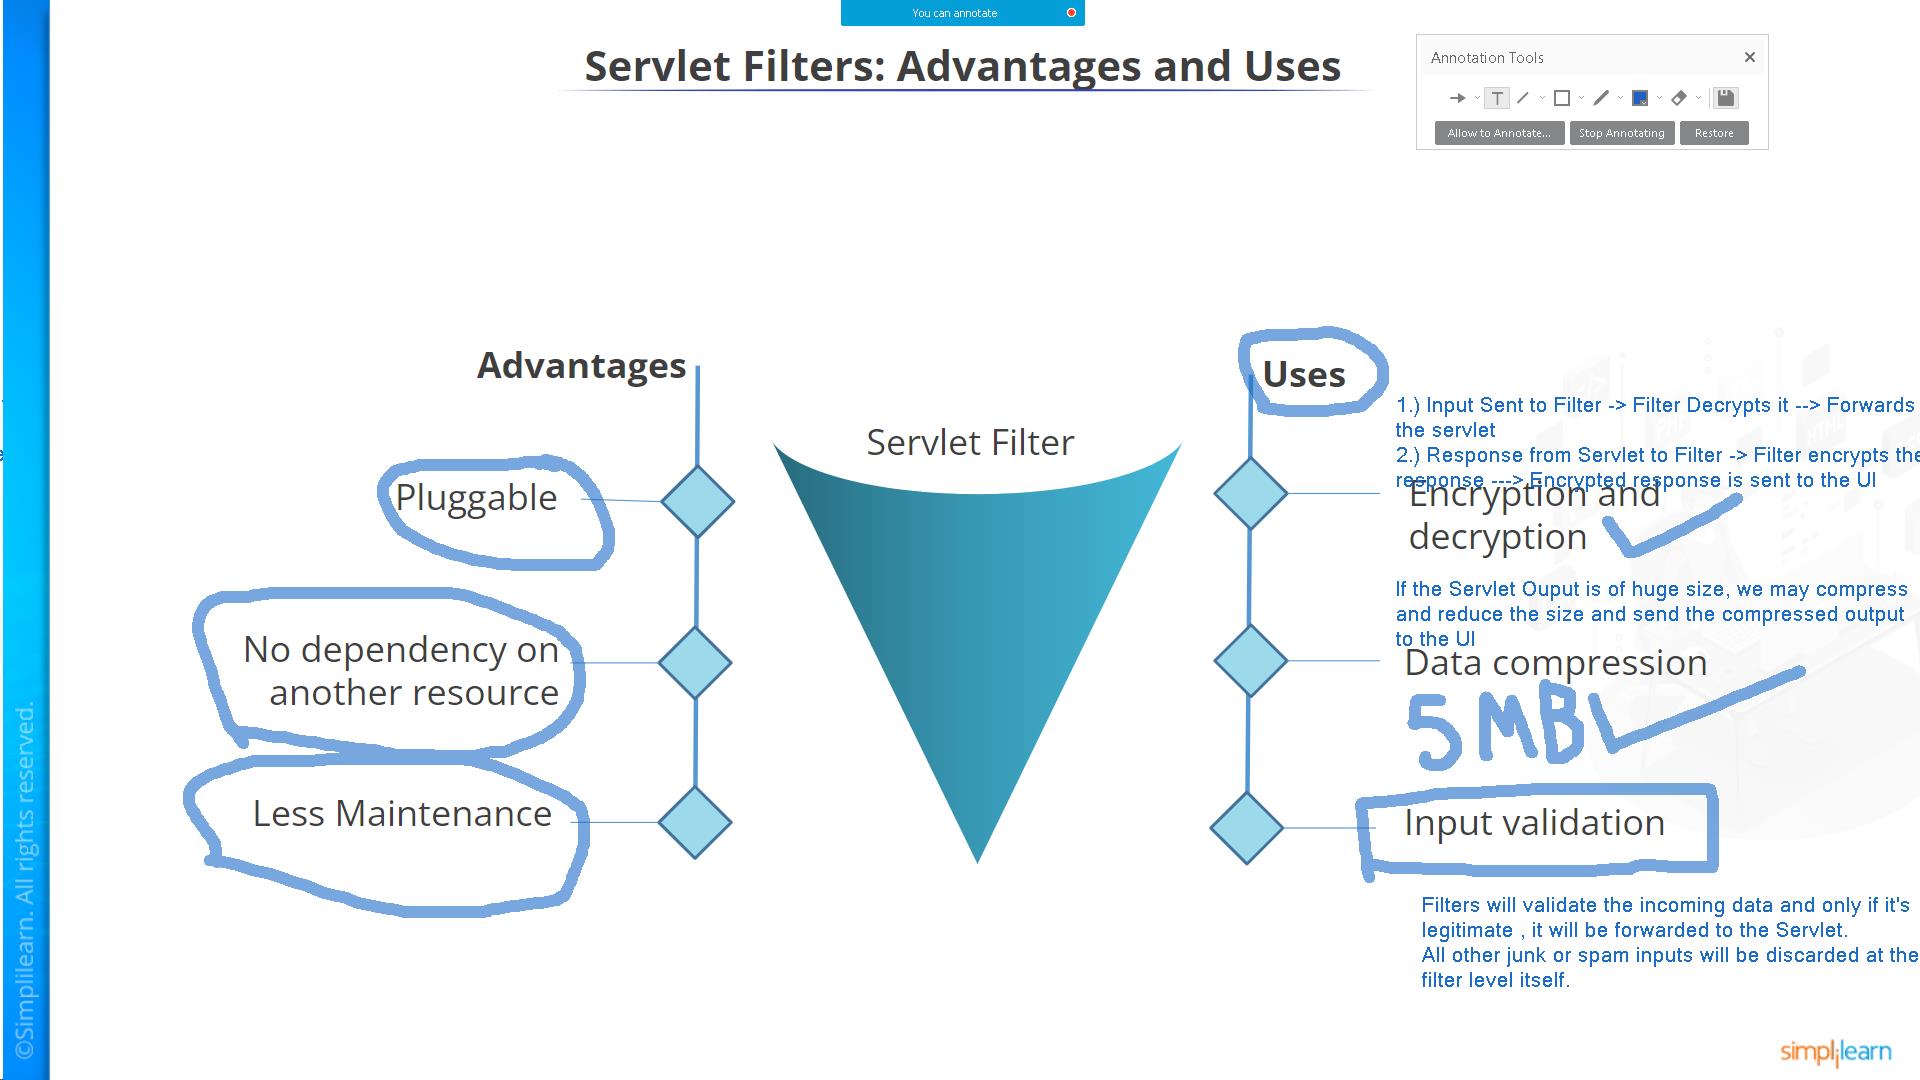 You can annotate
Servlet Filters: Advantages and Uses
Annotation Tools
Allow to Annotate...
Stop Annotating
Restore
Advantages
Pluggable
No dependency on
another resource
Less Maintenance
Servlet Filter
Uses
1.) Input Sent to Filter -> Filter Decrypts it --> Forwards
the servlet
2.) Response from Servlet to Filter -> Filter encrypts the
response ---> Encrypted response is sent to the UI
Encryption and
decryption
If the Servlet Ouput is of huge size, we may compress
and reduce the size and send the compressed output
to the UI
Data compression
5 MB
Input validation
Filters will validate the incoming data and only if it's
legitimate , it will be forwarded to the Servlet.
All other junk or spam inputs will be discarded at the
filter level itself.
©Simplilearn. All rights reserved.
simplilearn